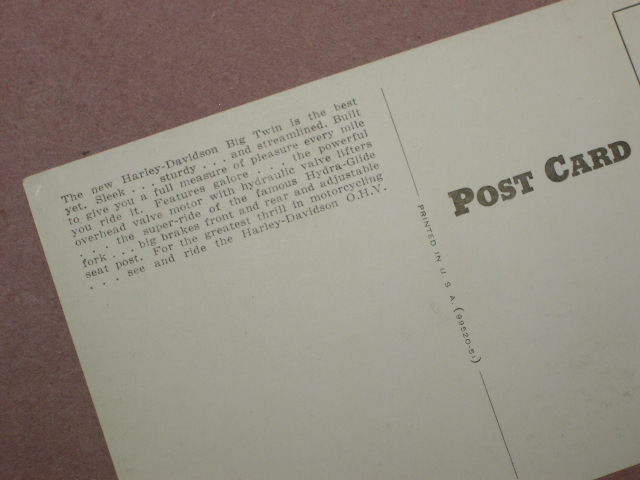 The new Harley-Davidson Big Twin is the best
yet. Sleek . . . sturdy . . . and streamlined. Built
to give you a full measure of pleasure every mile
you ride it. Features galore . . . the powerful
overhead valve motor with hydraulic valve lifters
. . . the super-ride of the famous Hydra-Glide
fork . . . big brakes front and rear and adjustable
seat post. For the greatest thrill in motorcycling
. . . see and ride the Harley-Davidson O.H.V.
POST CARD
PRINTED IN U. S. A. (99520-51)